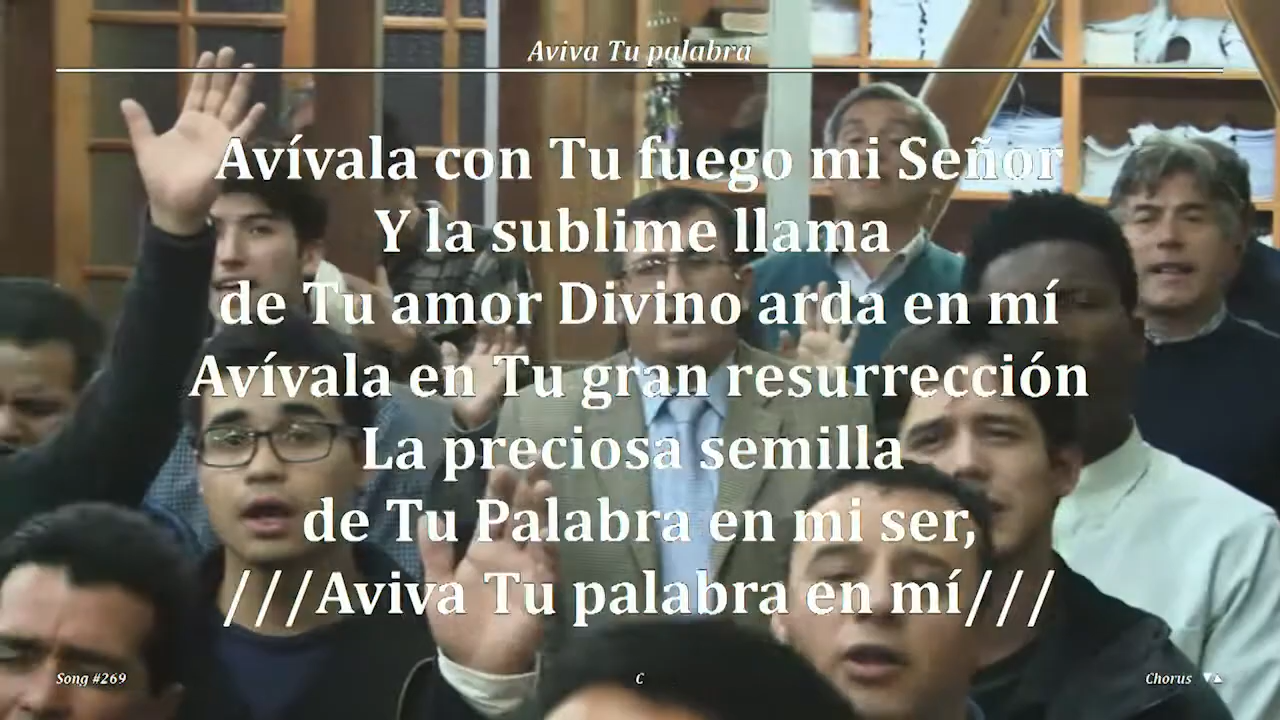 Aviva Tu palabra
Avívala con Tu fuego mi Señor
Y la sublime llama
de Tu amor Divino arda en mí
Avívala en Tu gran resurrección
La preciosa semilla
de Tu Palabra en mi ser,
///Aviva Tu palabra en mí///
Song #269
C
Chorus ▼▲